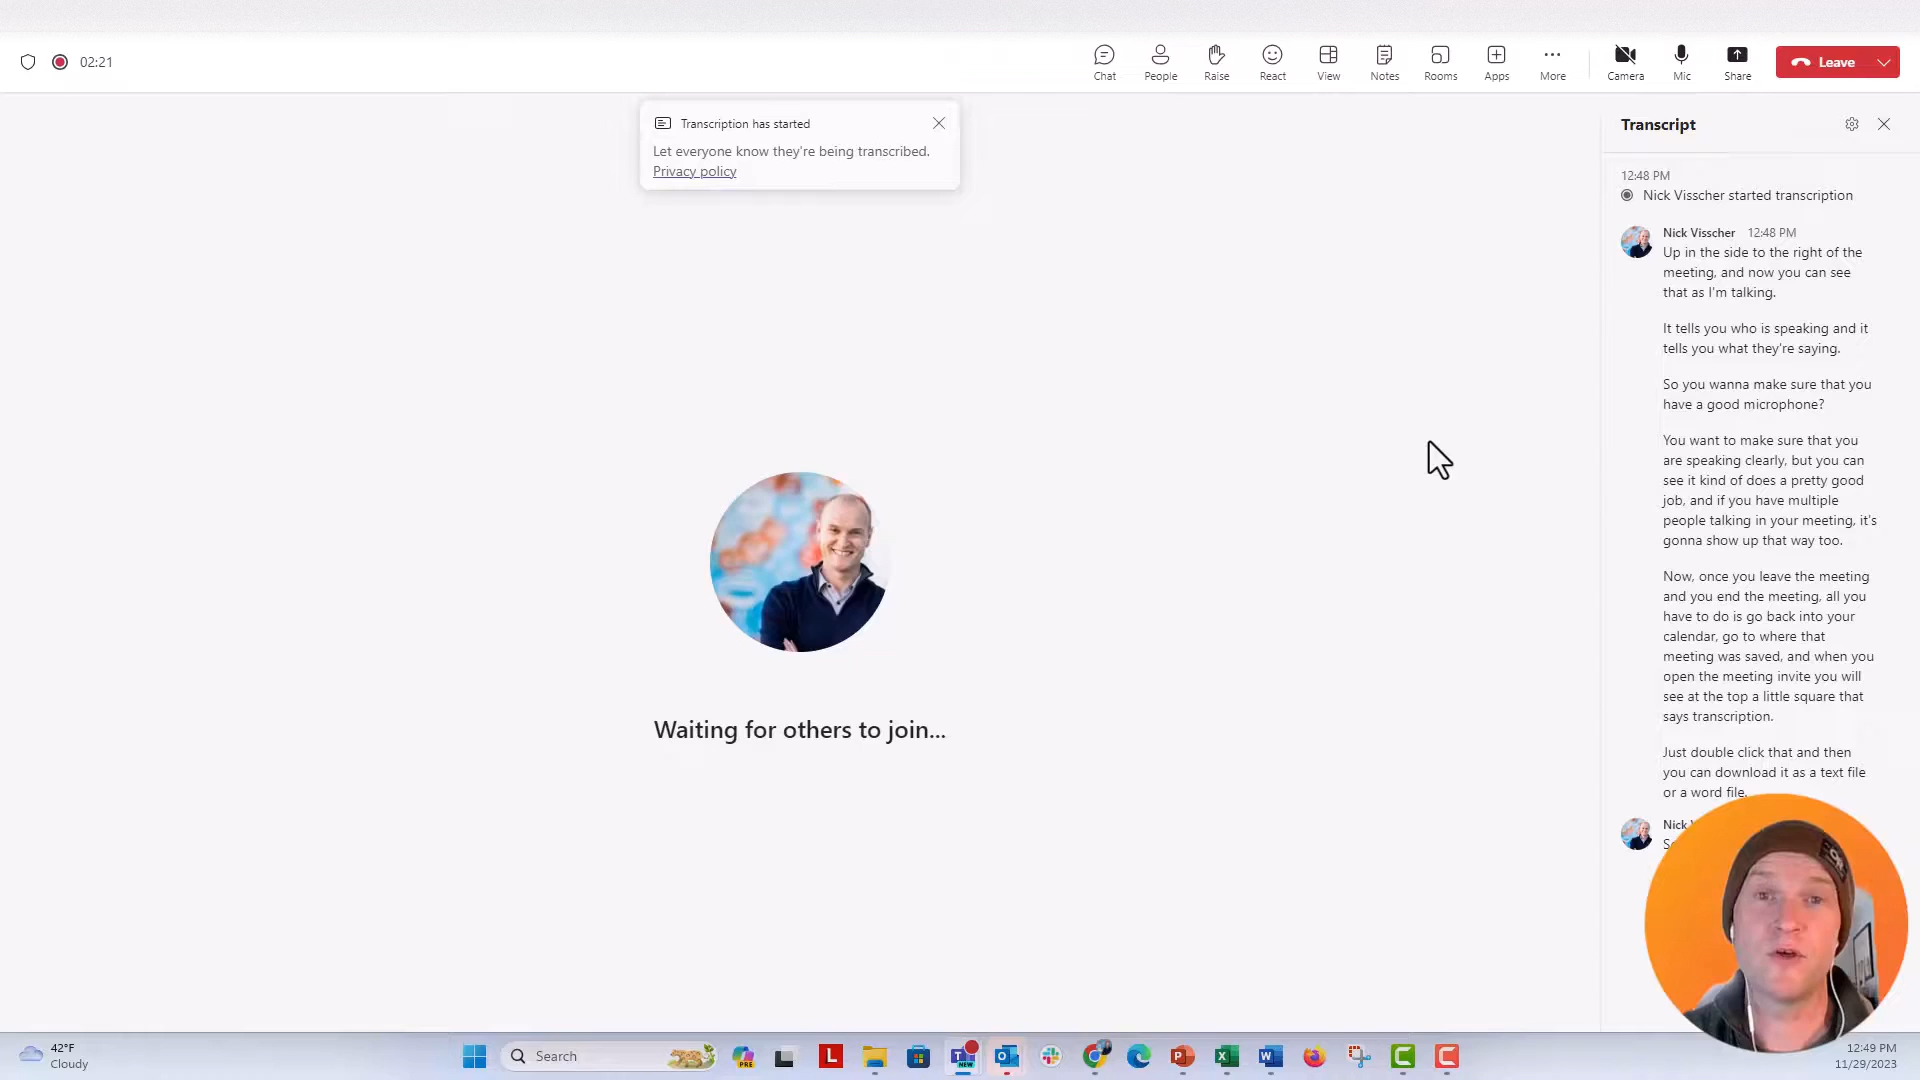 02:21
Chat
People
Raise
React
View
Notes
Rooms
Apps
More
Camera
Mic
Share
Leave
Transcription has started
Let everyone know they're being transcribed.
Privacy policy
Waiting for others to join...
Transcript
12:48 PM
Nick Visscher started transcription
Nick Visscher 12:48 PM
Up in the side to the right of the
meeting, and now you can see
that as I'm talking.
It tells you who is speaking and it
tells you what they're saying.
So you wanna make sure that you
have a good microphone?
You want to make sure that you
are speaking clearly, but you can
see it kind of does a pretty good
job, and if you have multiple
people talking in your meeting, it's
gonna show up that way too.
Now, once you leave the meeting
and you end the meeting, all you
have to do is go back into your
calendar, go to where that
meeting was saved, and when you
open the meeting invite you will
see at the top a little square that
says transcription.
Just double click that and then
you can download it as a text file
or a word file.
Nick
42°F
Cloudy
Search
PRE
L
T
NEW
P
X
W
C
C
12:49 PM
11/29/2023